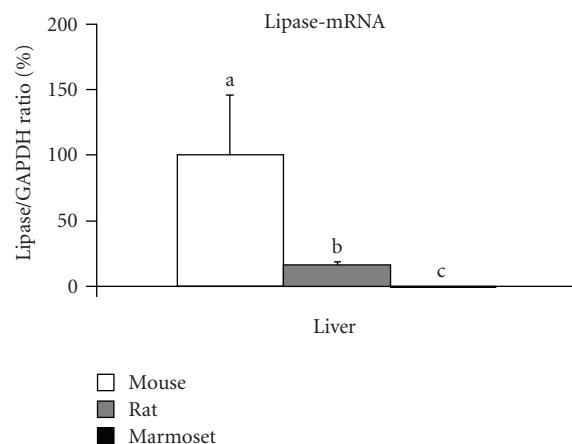 Lipase-mRNA
Lipase/GAPDH ratio (%)
200
150
100
50
0
a
b
c
Liver
Mouse
Rat
Marmoset